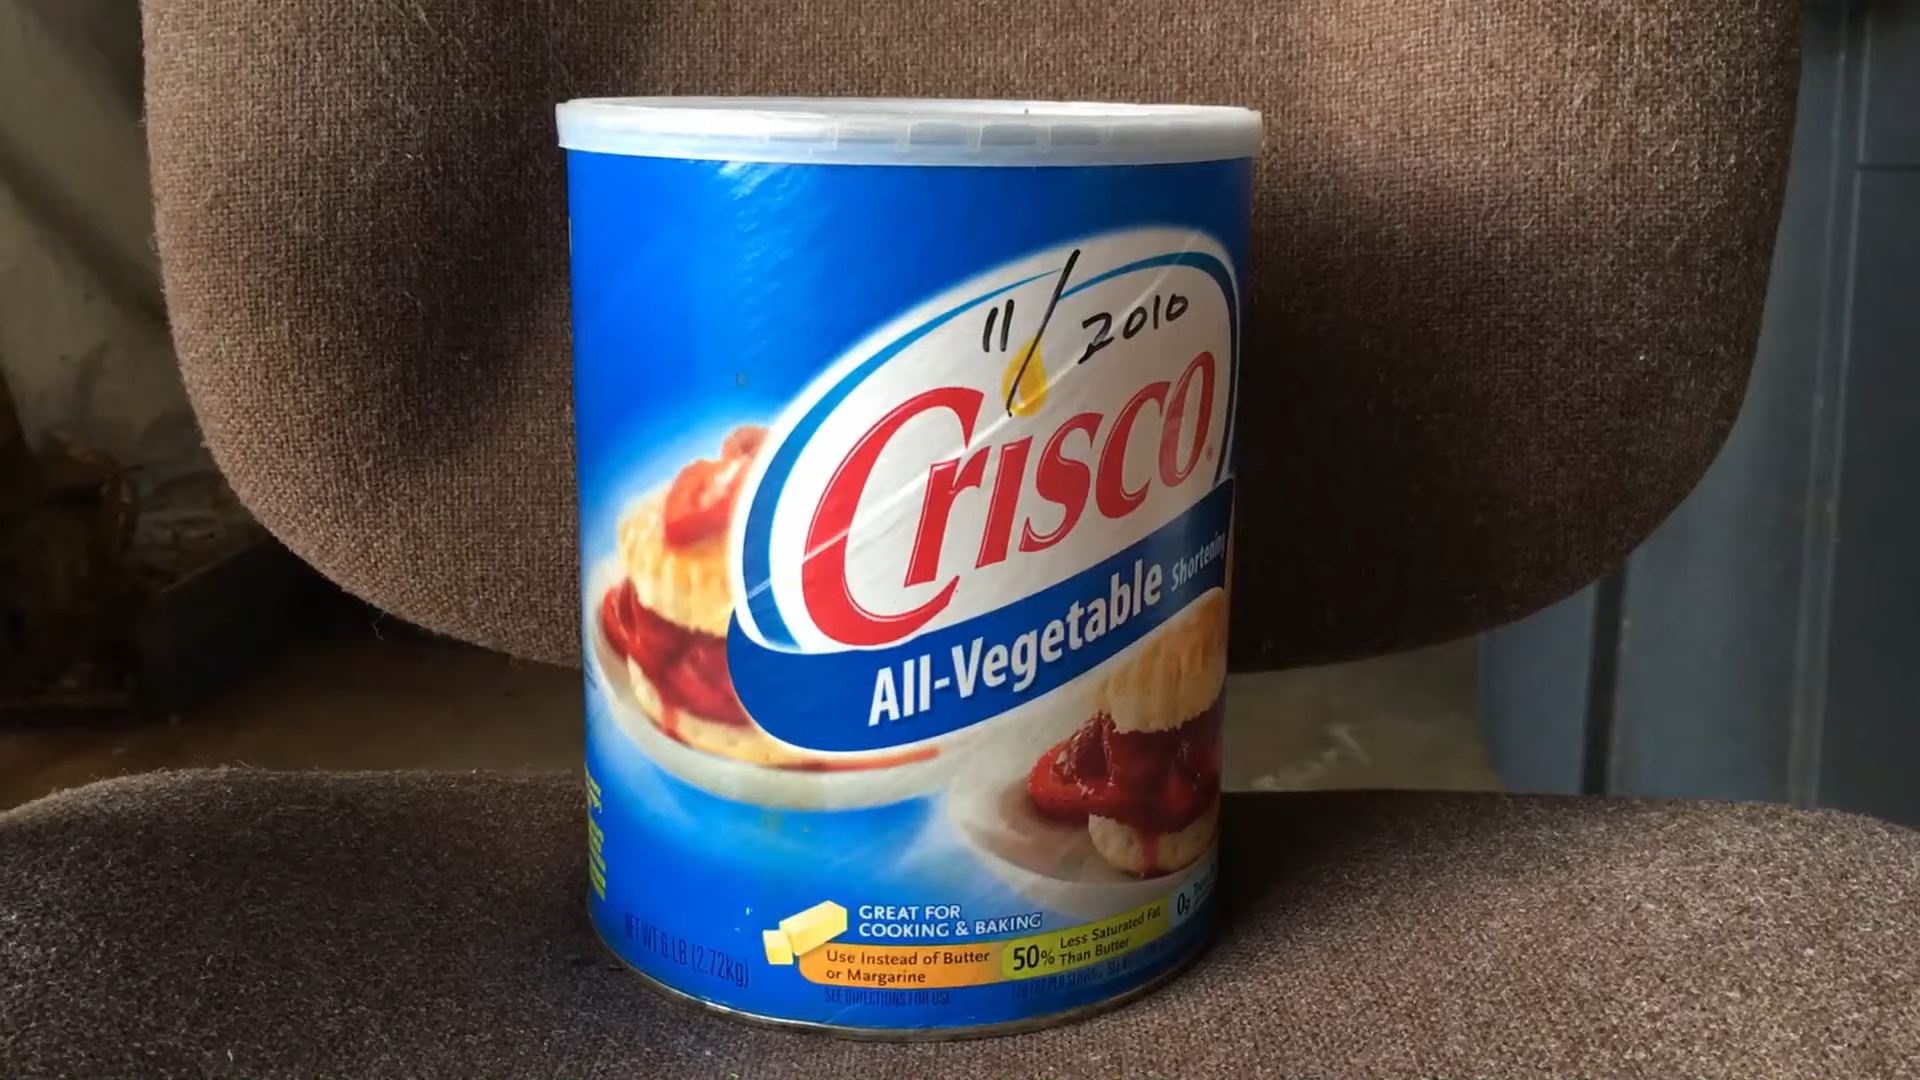 11/2010
Crisco®
All-Vegetable Shortening
GREAT FOR
COOKING & BAKING
Use Instead of Butter
or Margarine
50% Less Saturated Fat
Than Butter
0g
SEE DIRECTIONS FOR USE
NET WT 6 LB (2.72kg)